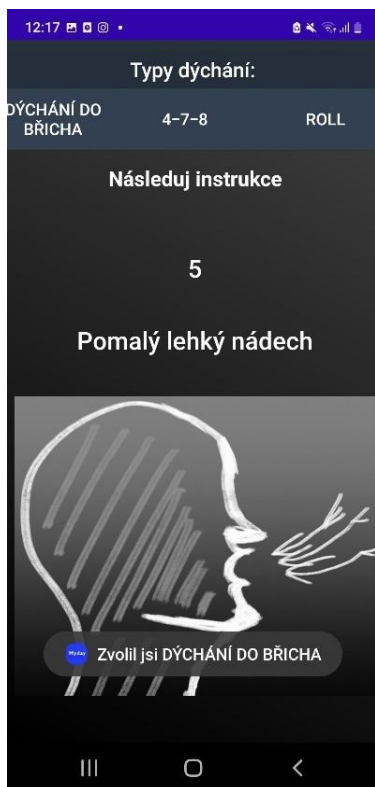 12:17
Typy dýchání:
DÝCHÁNÍ DO
BŘICHA
4-7-8
ROLL
Následuj instrukce
5
Pomalý lehký nádech
Myday
Zvolil jsi DÝCHÁNÍ DO BŘICHA